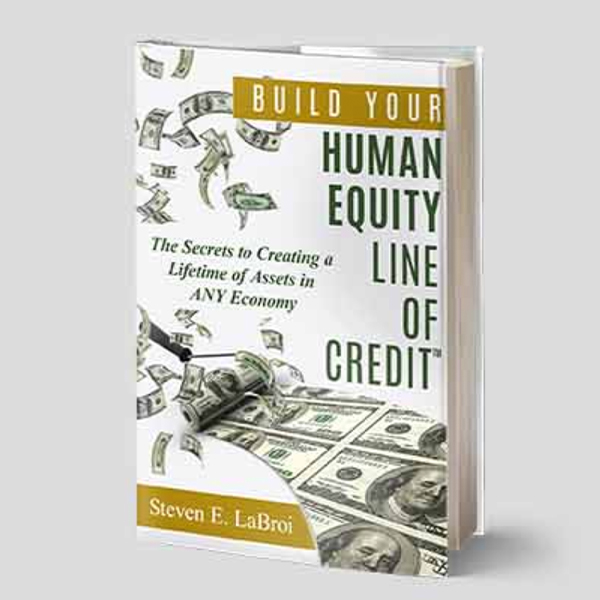 BUILD YOUR
HUMAN
EQUITY
LINE
OF
CREDIT™
The Secrets to Creating a
Lifetime of Assets in
ANY Economy
Steven E. LaBroi